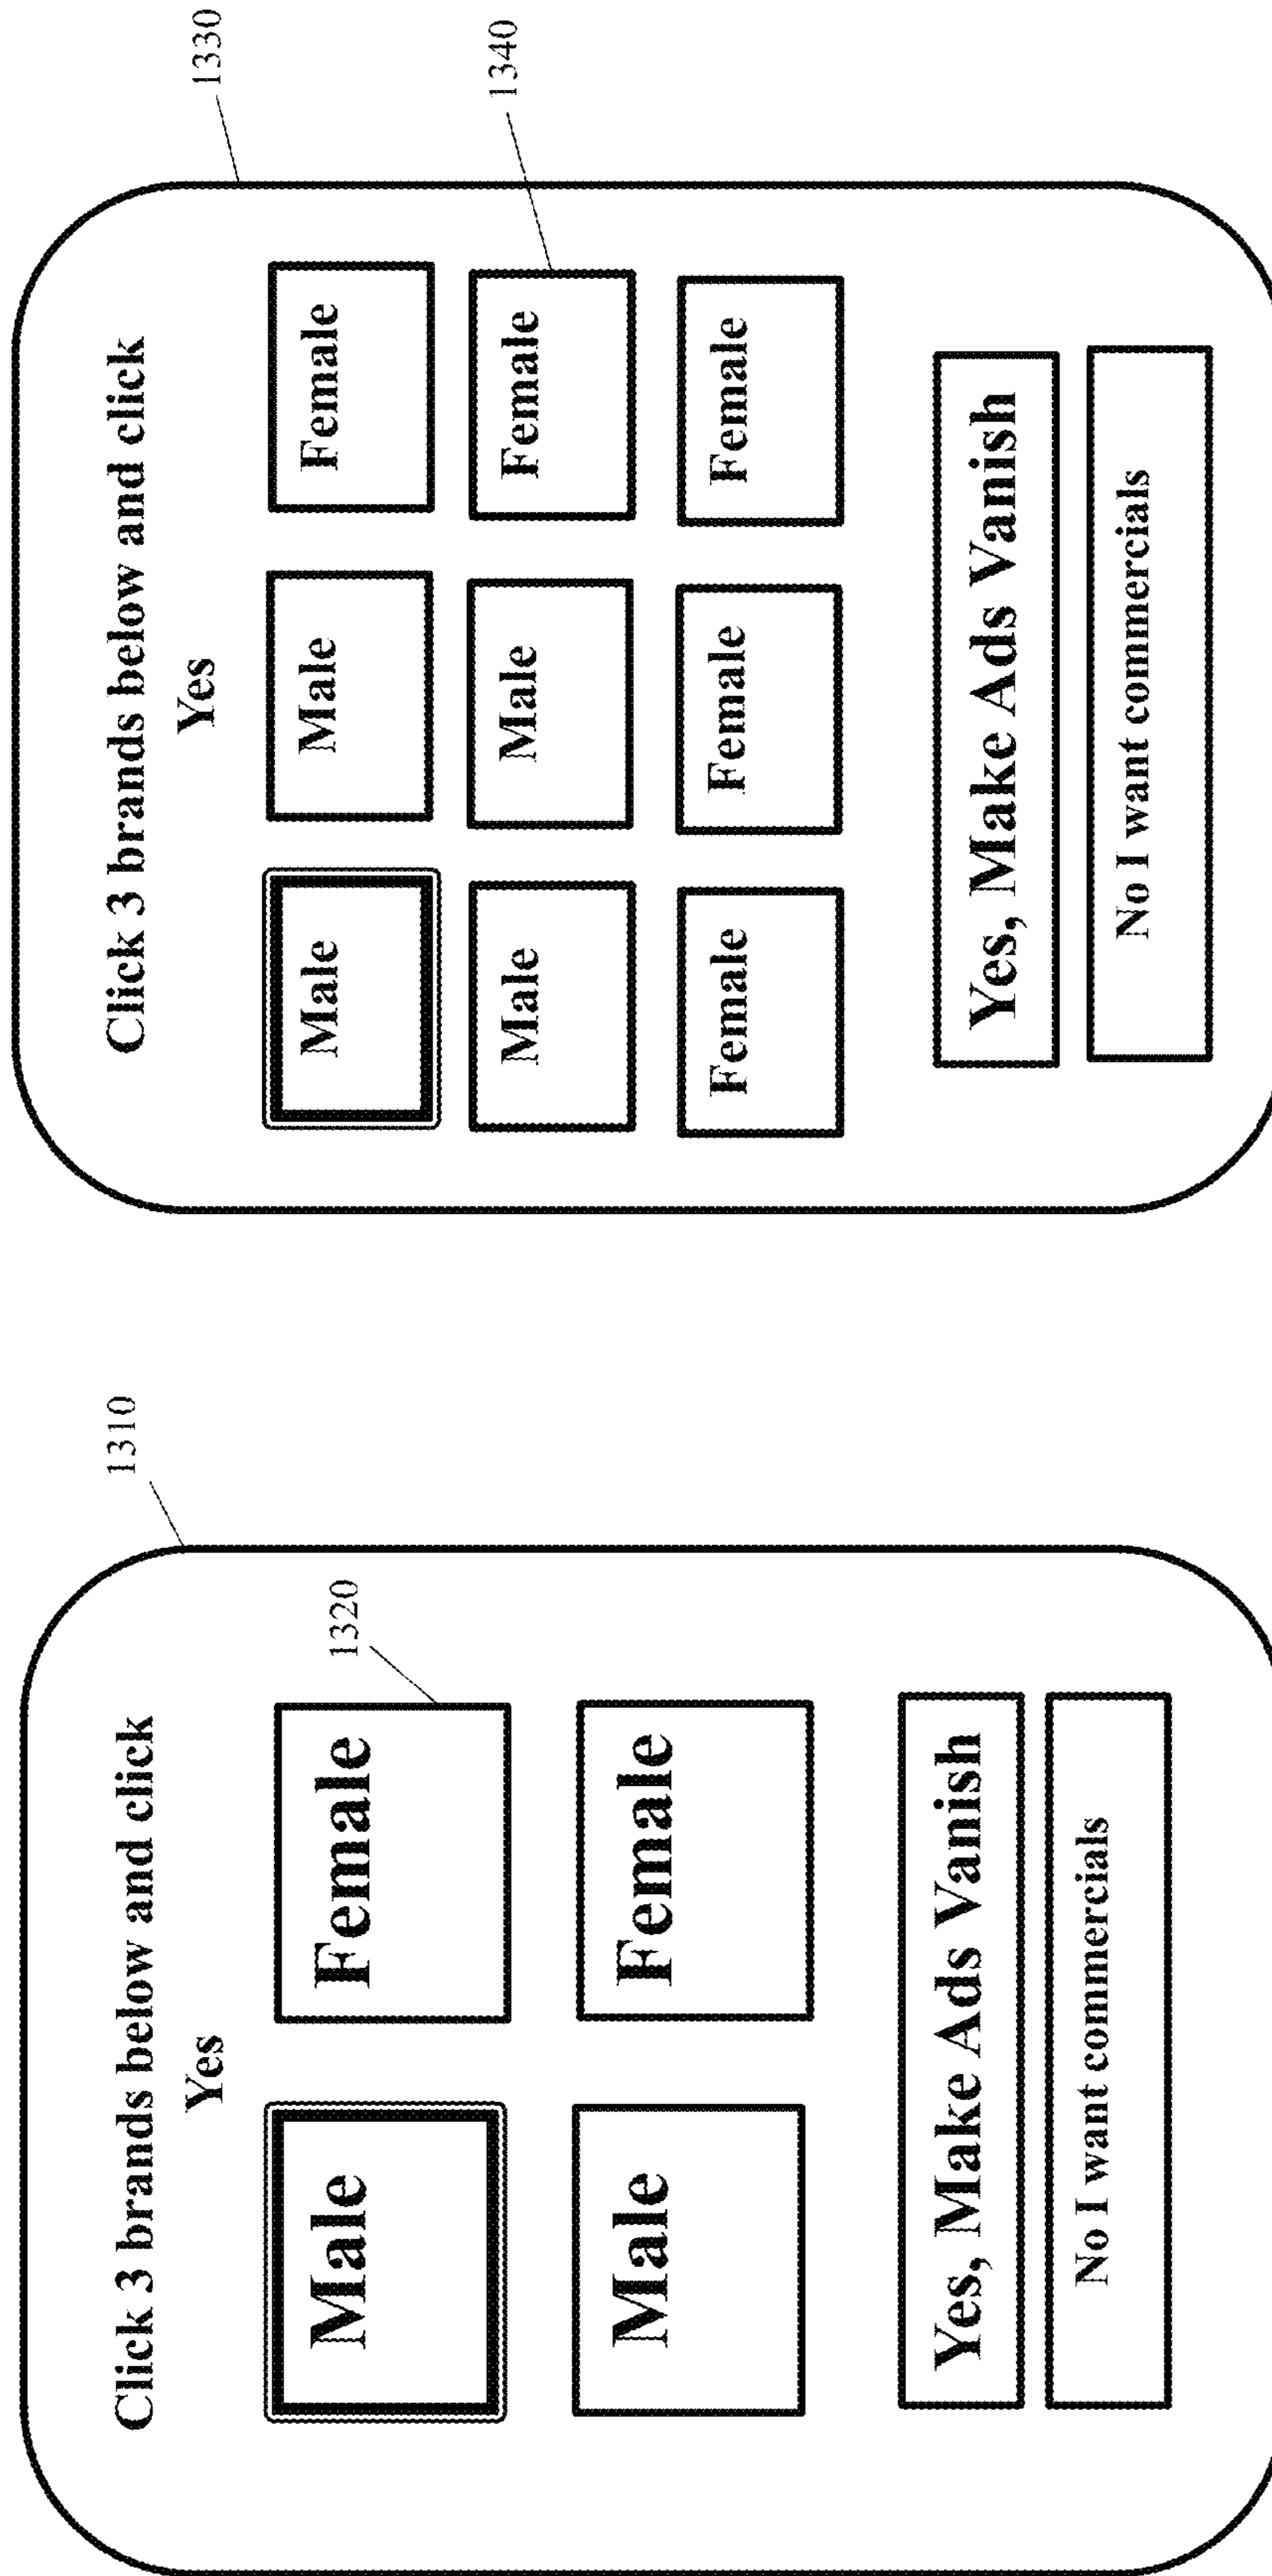 1310
Click 3 brands below and click
Yes
1320
Male Female
Male Female
Yes, Make Ads Vanish
No I want commercials
1330
Click 3 brands below and click
Yes
Male Male Female
1340
Male Male Female
Female Female Female
Yes, Make Ads Vanish
No I want commercials